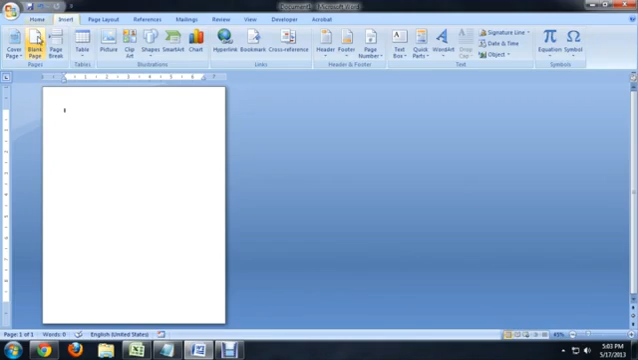 Document1 - Microsoft Word
Home Insert Page Layout References Mailings Review View Developer Acrobat
Cover Page Blank Page Page Break Table Picture Clip Art Shapes SmartArt Chart Hyperlink Bookmark Cross-reference Header Footer Page Number Text Box Quick Parts WordArt Drop Cap Signature Line Equation Symbol
Date & Time
Object
Pages Tables Illustrations Links Header & Footer Text Symbols
Page: 1 of 1 Words: 0 English (United States)
5:03 PM
5/17/2013